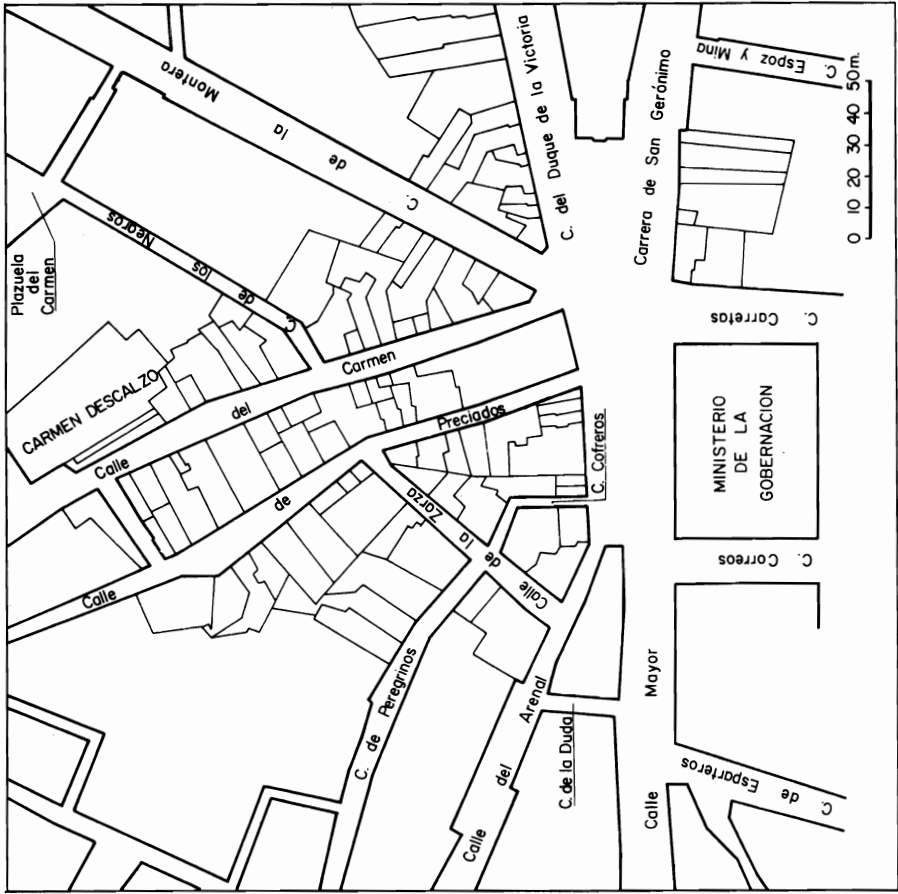 C. de la Montera
C. del Duque de la Victoria
Carrera de San Gerónimo
C. Espoz y Mina
0 10 20 30 40 50 m.
Plazuela
del
Carmen
C. de los Negros
CARMEN DESCALZO
Calle del Carmen
Calle de Preciados
C. Carretas
MINISTERIO
DE LA
GOBERNACION
C. Cofreros
Calle de la Zarza
C. Correos
C. de Peregrinos
Calle del Arenal
C. de la Duda
Calle Mayor
C. de Esparteros